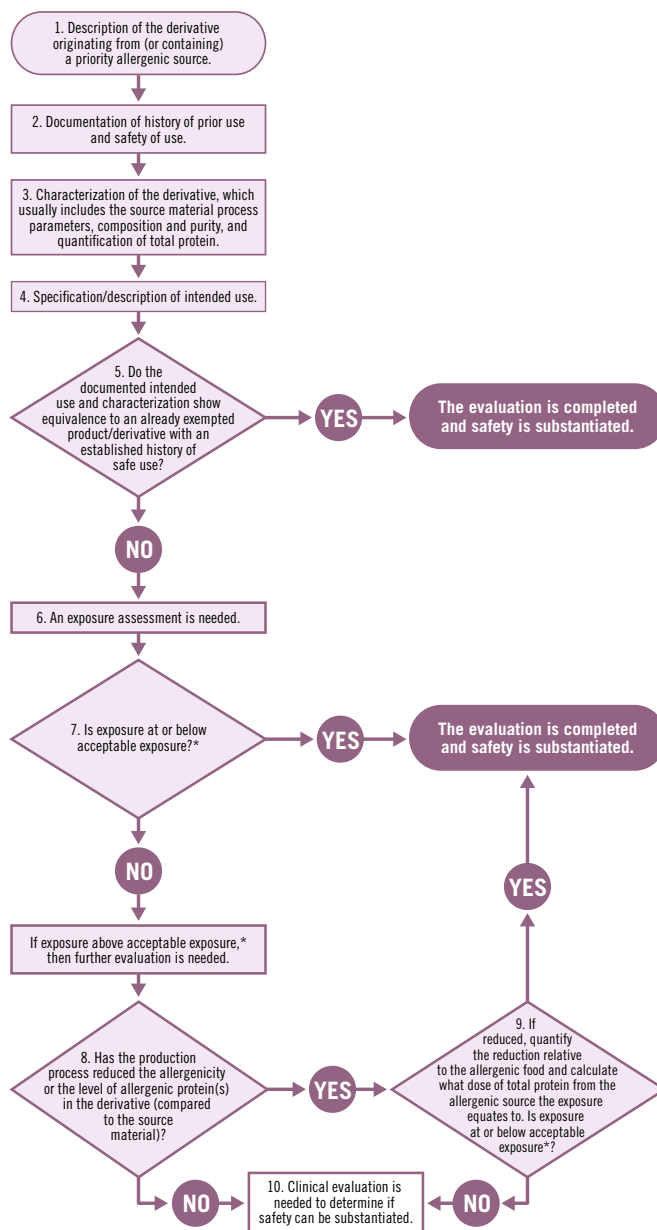 1. Description of the derivative
originating from (or containing)
a priority allergenic source.
2. Documentation of history of prior use
and safety of use.
3. Characterization of the derivative, which
usually includes the source material process
parameters, composition and purity, and
quantification of total protein.
4. Specification/description of intended use.
5. Do the
documented intended
use and characterization show
equivalence to an already exempted
product/derivative with an
established history of
safe use?
YES
The evaluation is completed
and safety is substantiated.
NO
6. An exposure assessment is needed.
7. Is exposure at or below
acceptable exposure?*
YES
The evaluation is completed
and safety is substantiated.
NO
YES
If exposure above acceptable exposure,*
then further evaluation is needed.
8. Has the production
process reduced the allergenicity
or the level of allergenic protein(s)
in the derivative (compared
to the source
material)?
YES
9. If
reduced, quantify
the reduction relative
to the allergenic food and calculate
what dose of total protein from the
allergenic source the exposure
equates to. Is exposure
at or below acceptable
exposure*?
NO
10. Clinical evaluation is
needed to determine if
safety can be substantiated.
NO